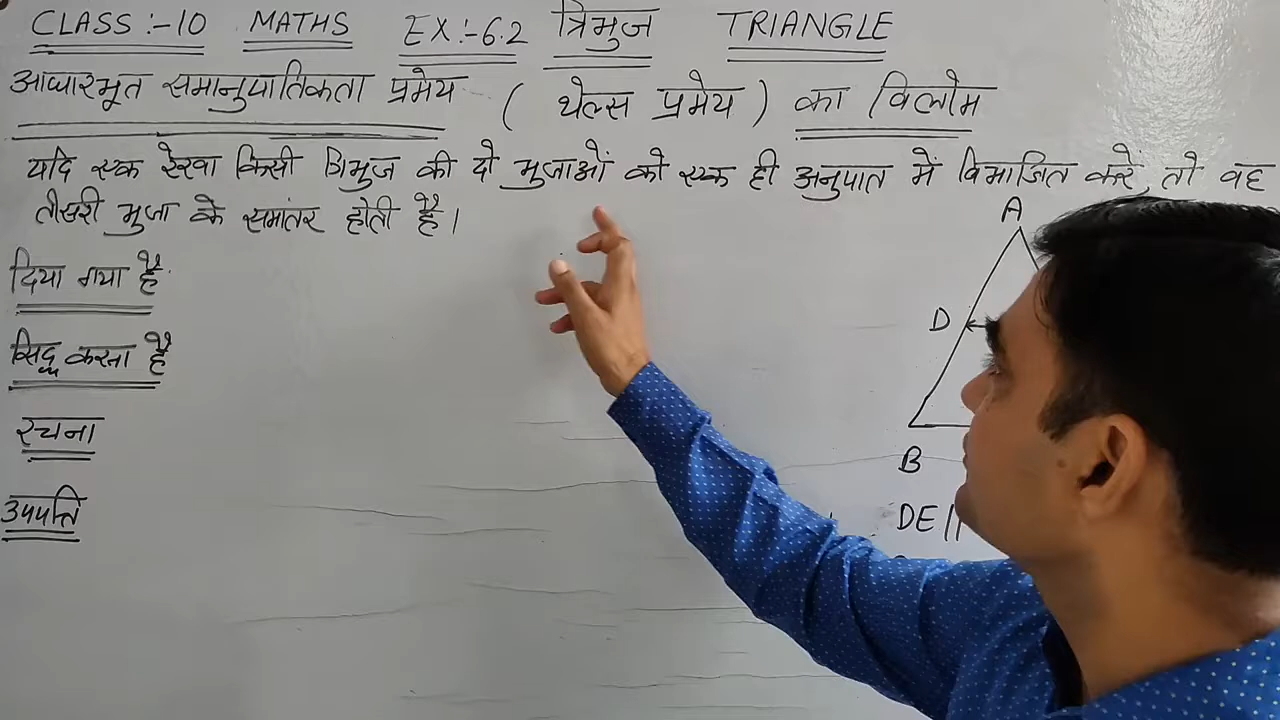 CLASS :- 10 MATHS EX :- 6.2 त्रिभुज TRIANGLE
आधारभूत समानुपातिकता प्रमेय ( थेल्स प्रमेय ) का विलोम
यदि एक रेखा किसी त्रिभुज की दो भुजाओं को एक ही अनुपात में विभाजित करें, तो वह
तीसरी भुजा के समांतर होती है।
A
दिया गया है
D
सिद्ध करना है
रचना
B
उपपत्ति
DE ||